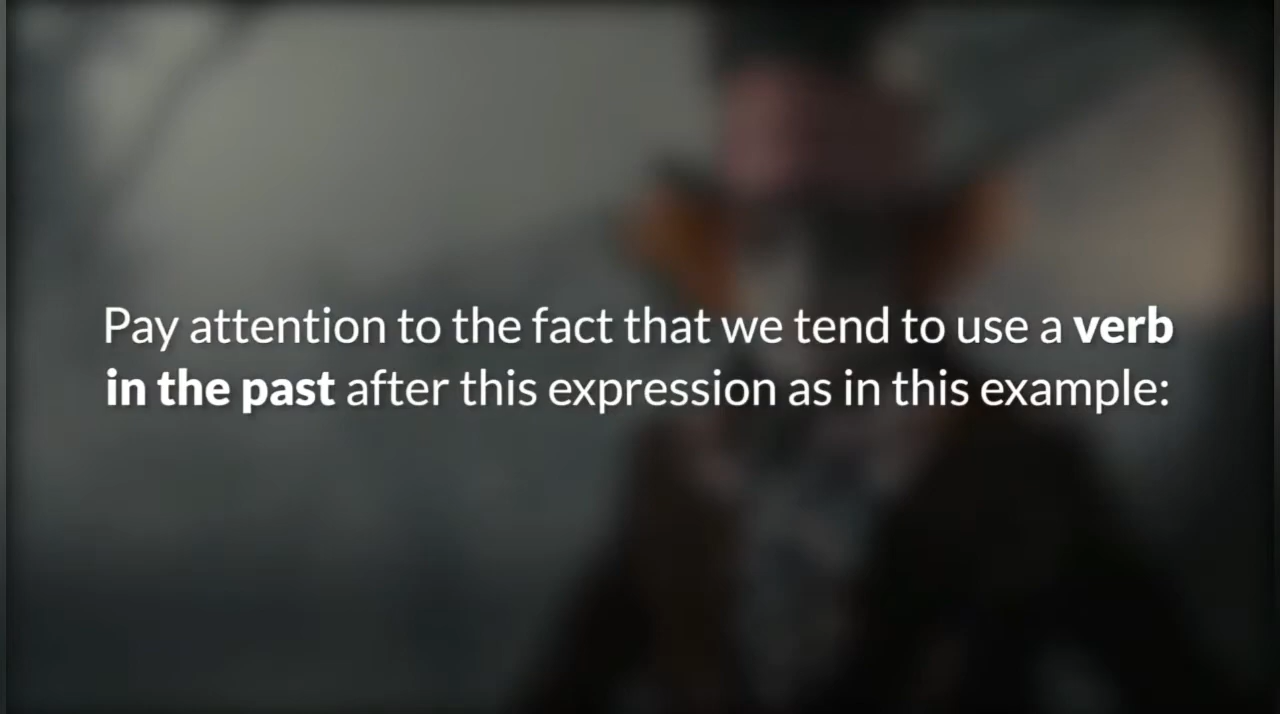 Pay attention to the fact that we tend to use a verb
in the past after this expression as in this example: